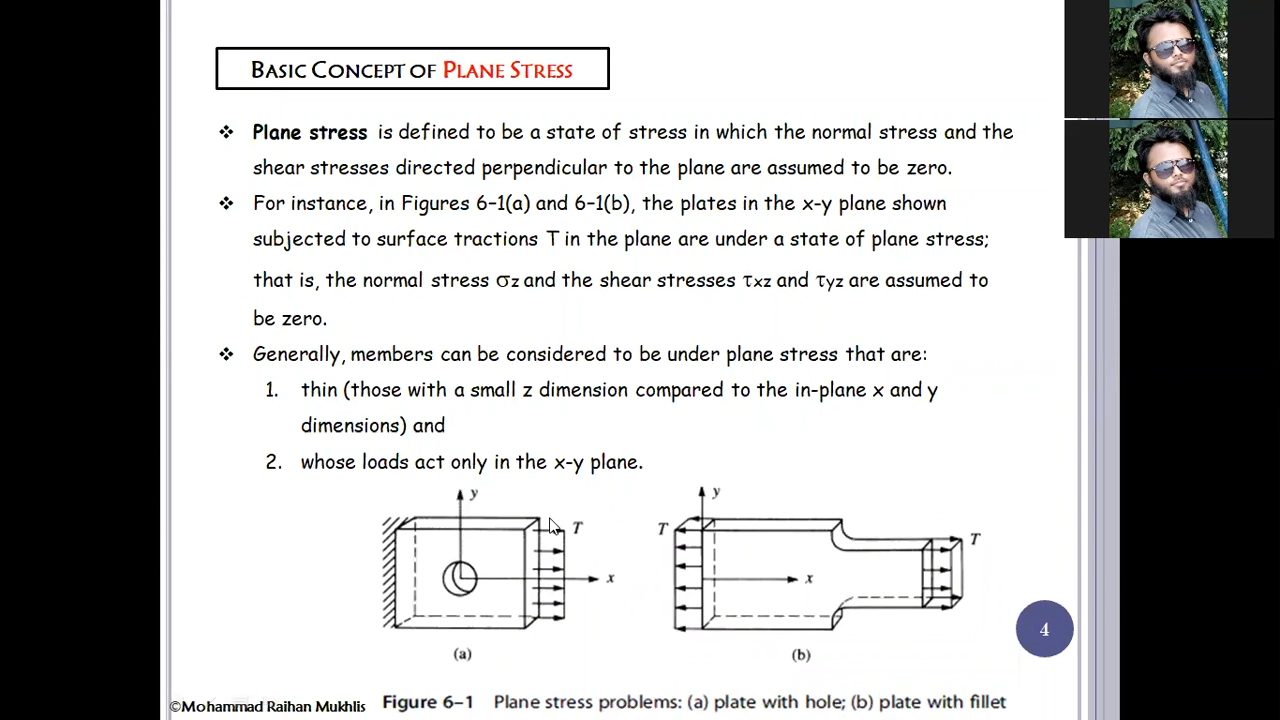 BASIC CONCEPT OF PLANE STRESS
❖ Plane stress is defined to be a state of stress in which the normal stress and the
shear stresses directed perpendicular to the plane are assumed to be zero.
❖ For instance, in Figures 6–1(a) and 6–1(b), the plates in the x-y plane shown
subjected to surface tractions T in the plane are under a state of plane stress;
that is, the normal stress σz and the shear stresses τxz and τyz are assumed to
be zero.
❖ Generally, members can be considered to be under plane stress that are:
1. thin (those with a small z dimension compared to the in-plane x and y
dimensions) and
2. whose loads act only in the x-y plane.
y
T
x
(a)
y
T
T
x
(b)
4
Figure 6–1 Plane stress problems: (a) plate with hole; (b) plate with fillet
©Mohammad Raihan Mukhlis